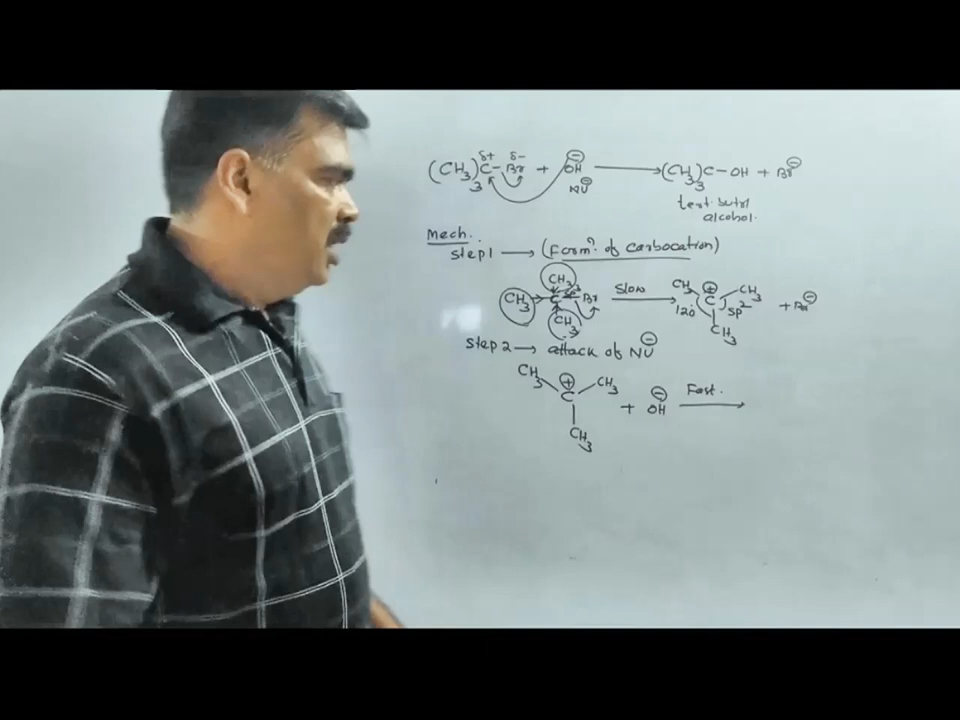 (CH₃)₃C^δ+–Br^δ− + OH^⊖ ⟶ (CH₃)₃C–OH + Br^⊖
NU^⊖
tert. butyl
alcohol.
Mech.
step 1 ⟶ (Formⁿ. of carbocation)
CH₃
CH₃ → C – Br Slow ⟶ CH₃ C^⊕ CH₃ + Br^⊖
120° sp²
CH₃ CH₃
step 2 ⟶ attack of NU^⊖
CH₃ C^⊕ CH₃ + OH^⊖ Fast. ⟶
CH₃